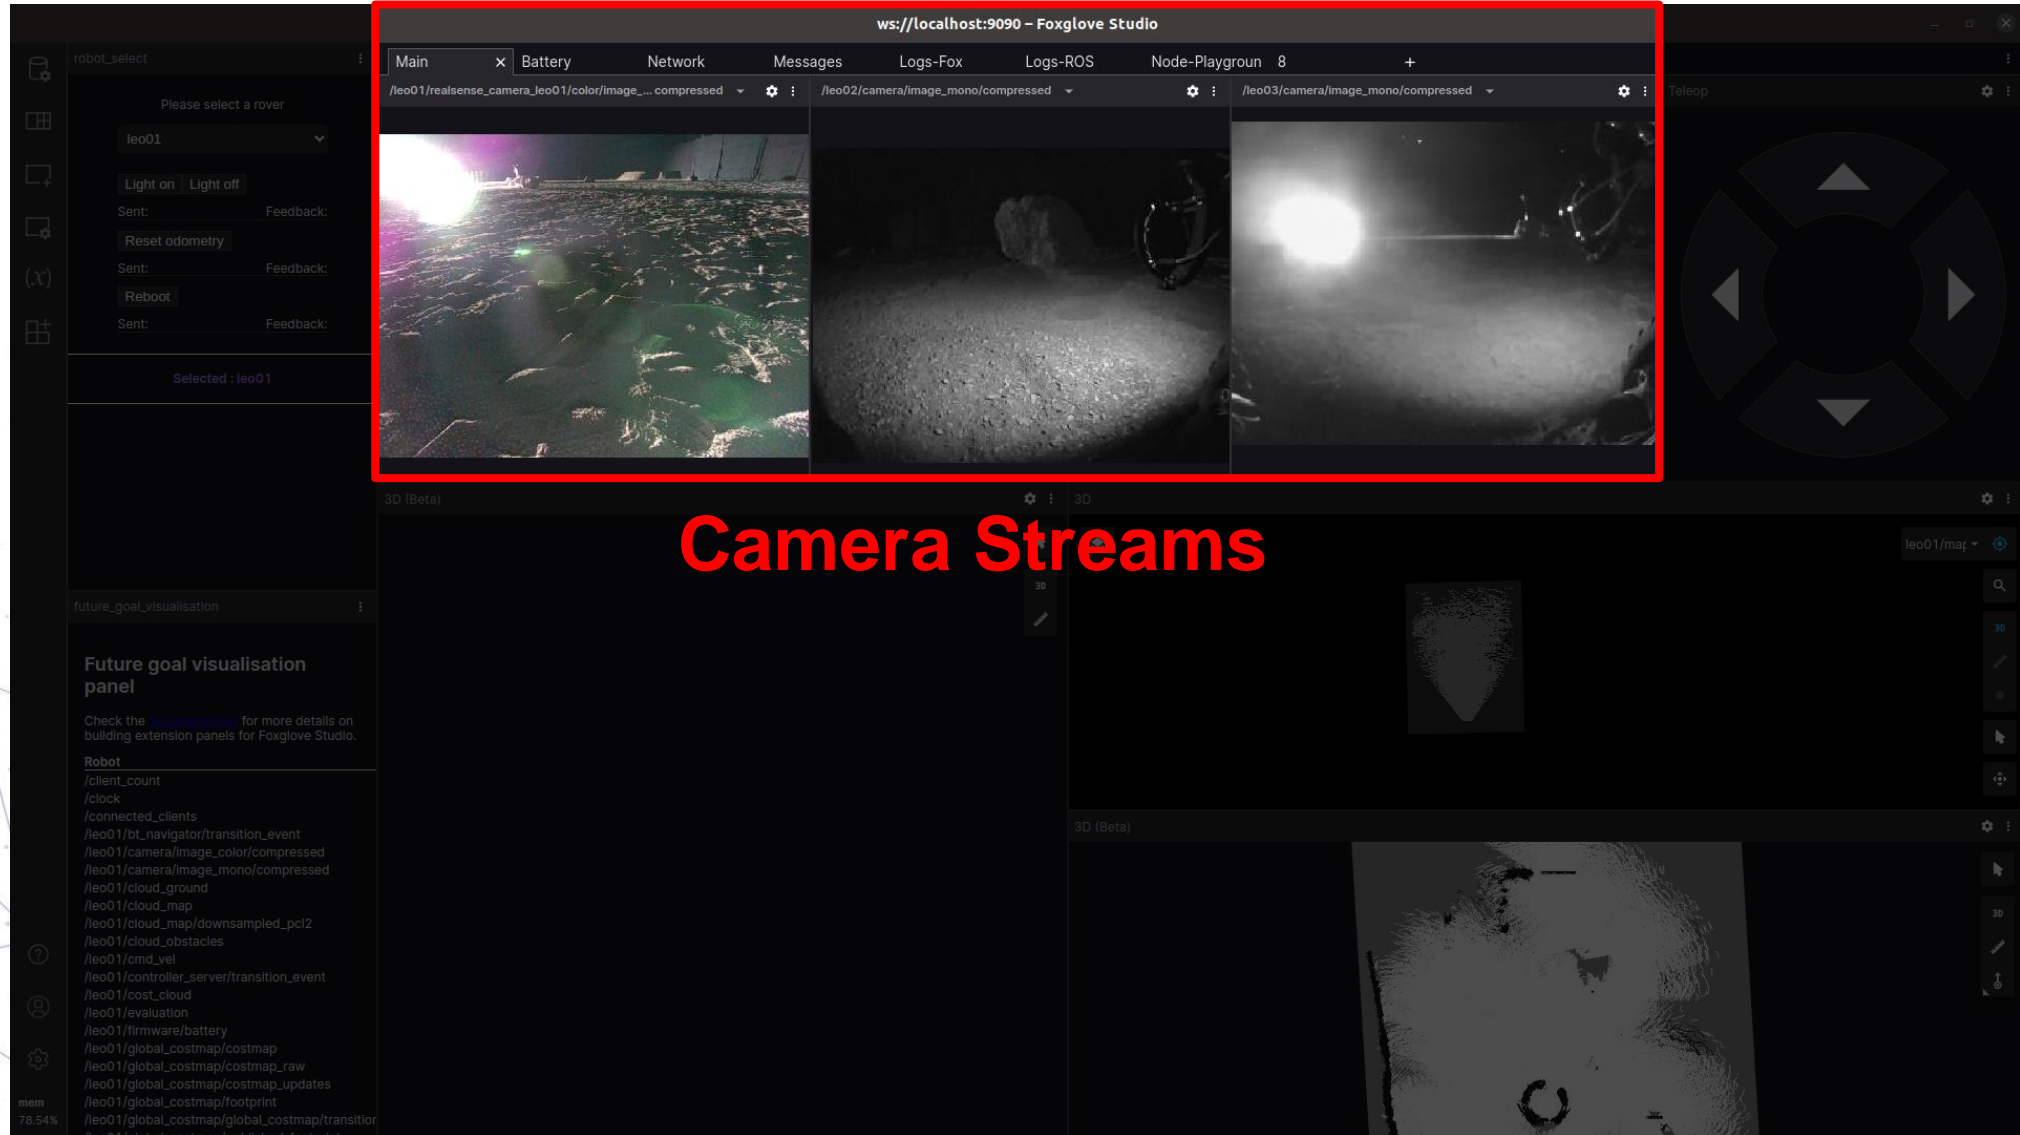 ws://localhost:9090 – Foxglove Studio
Main
Battery
Network
Messages
Logs-Fox
Logs-ROS
Node-Playgroun
8
+
robot_select
Please select a rover
leo01
Light on
Light off
Sent:
Feedback:
Reset odometry
Sent:
Feedback:
Reboot
Sent:
Feedback:
Selected : leo01
/leo01/realsense_camera_leo01/color/image_... compressed
/leo02/camera/image_mono/compressed
/leo03/camera/image_mono/compressed
Teleop
3D (Beta)
3D
Camera Streams
3D
leo01/map
3D
future_goal_visualisation
Future goal visualisation
panel
Check the
for more details on
building extension panels for Foxglove Studio.
Robot
/client_count
/clock
/connected_clients
/leo01/bt_navigator/transition_event
/leo01/camera/image_color/compressed
/leo01/camera/image_mono/compressed
/leo01/cloud_ground
/leo01/cloud_map
/leo01/cloud_map/downsampled_pcl2
/leo01/cloud_obstacles
/leo01/cmd_vel
/leo01/controller_server/transition_event
/leo01/cost_cloud
/leo01/evaluation
/leo01/firmware/battery
/leo01/global_costmap/costmap
/leo01/global_costmap/costmap_raw
/leo01/global_costmap/costmap_updates
/leo01/global_costmap/footprint
/leo01/global_costmap/global_costmap/transition
3D (Beta)
3D
(x)
mem
78.54%